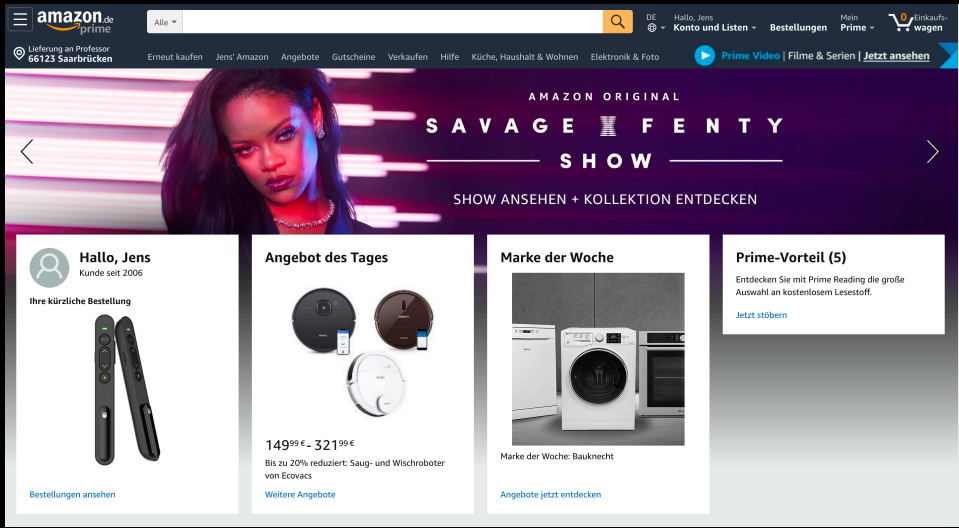 amazon.de
prime
Alle
DE
Hallo, Jens
Konto und Listen
Bestellungen
Mein
Prime
0
Einkaufs-
wagen
Lieferung an Professor
66123 Saarbrücken
Erneut kaufen Jens' Amazon Angebote Gutscheine Verkaufen Hilfe Küche, Haushalt & Wohnen Elektronik & Foto
Prime Video | Filme & Serien | Jetzt ansehen
AMAZON ORIGINAL
SAVAGE X FENTY
SHOW
SHOW ANSEHEN + KOLLEKTION ENTDECKEN
Hallo, Jens
Kunde seit 2006
Ihre kürzliche Bestellung
Bestellungen ansehen
Angebot des Tages
149⁹⁹ € - 321⁹⁹ €
Bis zu 20% reduziert: Saug- und Wischroboter
von Ecovacs
Weitere Angebote
Marke der Woche
Marke der Woche: Bauknecht
Angebote jetzt entdecken
Prime-Vorteil (5)
Entdecken Sie mit Prime Reading die große
Auswahl an kostenlosem Lesestoff.
Jetzt stöbern